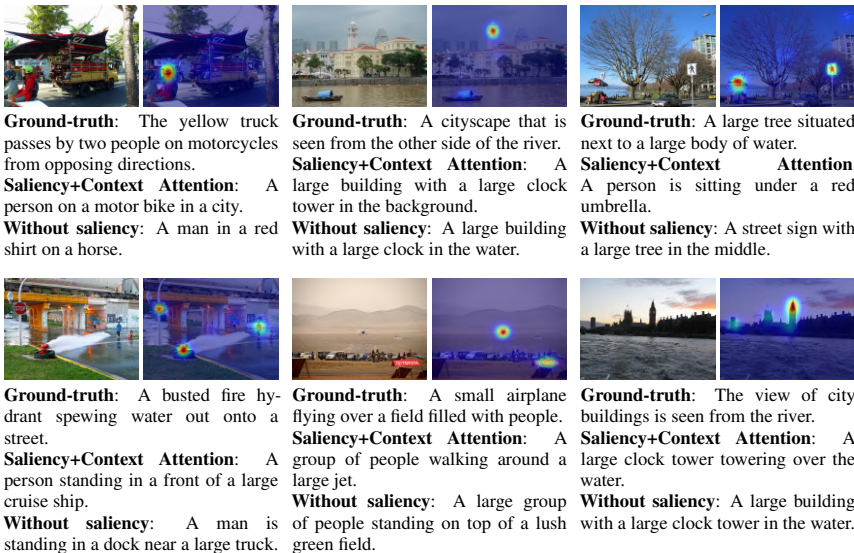 Ground-truth: The yellow truck
passes by two people on motorcycles
from opposing directions.
Saliency+Context Attention: A
person on a motor bike in a city.
Without saliency: A man in a red
shirt on a horse.
Ground-truth: A cityscape that is
seen from the other side of the river.
Saliency+Context Attention: A
large building with a large clock
tower in the background.
Without saliency: A large building
with a large clock in the water.
Ground-truth: A large tree situated
next to a large body of water.
Saliency+Context Attention
A person is sitting under a red
umbrella.
Without saliency: A street sign with
a large tree in the middle.
Ground-truth: A busted fire hy-
drant spewing water out onto a
street.
Saliency+Context Attention: A
person standing in a front of a large
cruise ship.
Without saliency: A man is
standing in a dock near a large truck.
Ground-truth: A small airplane
flying over a field filled with people.
Saliency+Context Attention: A
group of people walking around a
large jet.
Without saliency: A large group
of people standing on top of a lush
green field.
Ground-truth: The view of city
buildings is seen from the river.
Saliency+Context Attention: A
large clock tower towering over the
water.
Without saliency: A large building
with a large clock tower in the water.